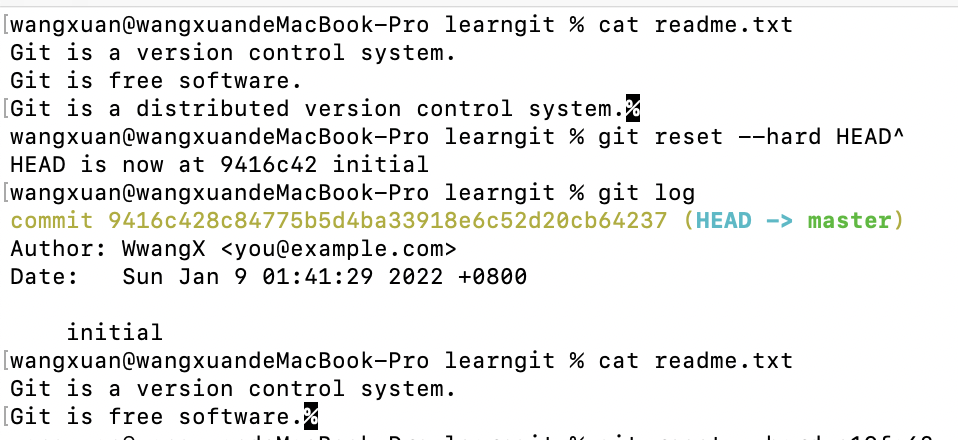 [wangxuan@wangxuandeMacBook-Pro learngit % cat readme.txt
Git is a version control system.
Git is free software.
[Git is a distributed version control system.%
wangxuan@wangxuandeMacBook-Pro learngit % git reset --hard HEAD^
HEAD is now at 9416c42 initial
[wangxuan@wangxuandeMacBook-Pro learngit % git log
commit 9416c428c84775b5d4ba33918e6c52d20cb64237 (HEAD -> master)
Author: WwangX <you@example.com>
Date:   Sun Jan 9 01:41:29 2022 +0800
    initial
[wangxuan@wangxuandeMacBook-Pro learngit % cat readme.txt
Git is a version control system.
[Git is free software.%